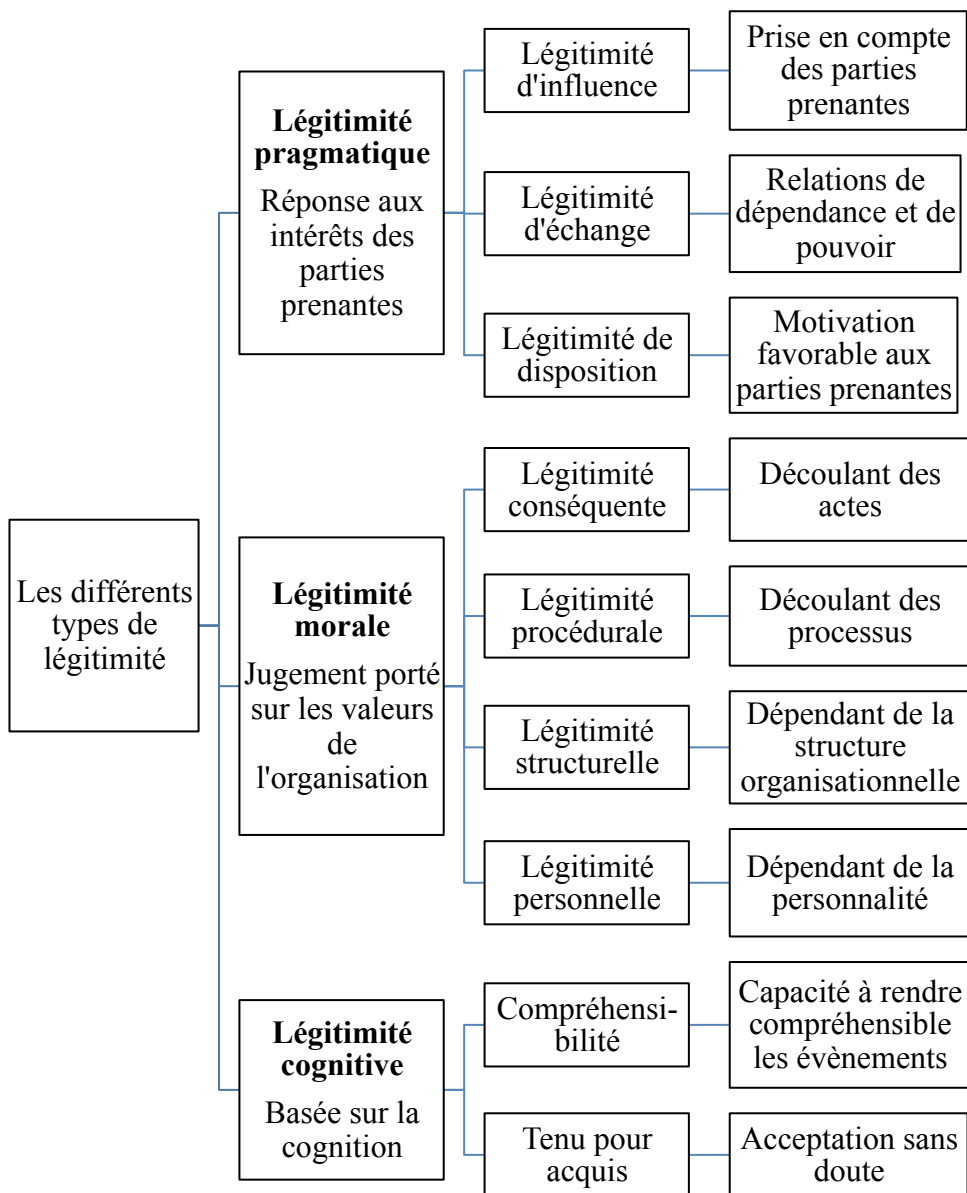 Les différents
types de
légitimité
Légitimité
pragmatique
Réponse aux
intérêts des
parties
prenantes
Légitimité
d'influence
Prise en compte
des parties
prenantes
Légitimité
d'échange
Relations de
dépendance et de
pouvoir
Légitimité de
disposition
Motivation
favorable aux
parties prenantes
Légitimité
morale
Jugement porté
sur les valeurs
de
l'organisation
Légitimité
conséquente
Découlant des
actes
Légitimité
procédurale
Découlant des
processus
Légitimité
structurelle
Dépendant de la
structure
organisationnelle
Légitimité
personnelle
Dépendant de la
personnalité
Légitimité
cognitive
Basée sur la
cognition
Compréhensi-
bilité
Capacité à rendre
compréhensible
les évènements
Tenu pour
acquis
Acceptation sans
doute